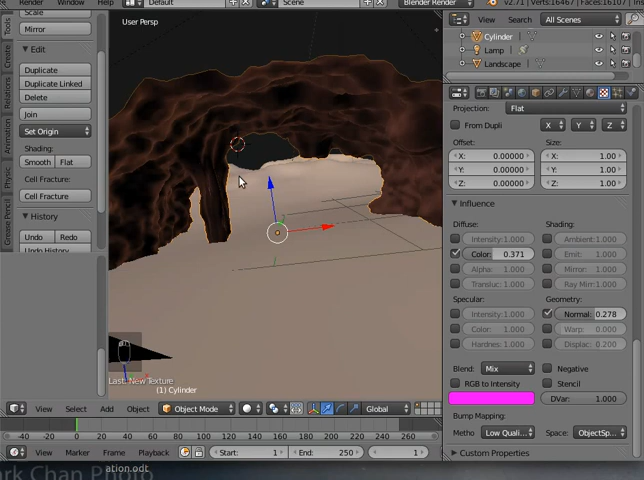 Render Window Help Default Scene Blender Render v2.71 | Verts:16467 | Faces:16107 | Tris
Scale
Mirror
Edit
Duplicate
Duplicate Linked
Delete
Join
Set Origin
Shading:
Smooth Flat
Cell Fracture:
Cell Fracture
History
Undo Redo
Undo History
Tools
Create
Relations
Animation
Physic
Grease Pencil
User Persp
Last: New Texture
(1) Cylinder
View Select Add Object Object Mode Global
-40 -20 0 20 40 60 80 100 120 140 160 180 200 220 240 260
View Marker Frame Playback Start: 1 End: 250 1
View Search All Scenes
Cylinder
Lamp
Landscape
Projection: Flat
From Dupli X Y Z
Offset: Size:
X: 0.00000 X: 1.00
Y: 0.00000 Y: 1.00
Z: 0.00000 Z: 1.00
Influence
Diffuse: Shading:
Intensity:1.000 Ambient:1.000
Color: 0.371 Emit: 1.000
Alpha: 1.000 Mirror: 1.000
Transluc: 1.000 Ray Mirr:1.000
Specular: Geometry:
Intensity:1.000 Normal: 0.278
Color: 1.000 Warp: 0.000
Hardnes: 1.000 Displac: 0.200
Blend: Mix Negative
RGB to Intensity Stencil
DVar: 1.000
Bump Mapping:
Metho Low Quali... Space: ObjectSp...
Custom Properties
ark Chan Photo
ation.odt